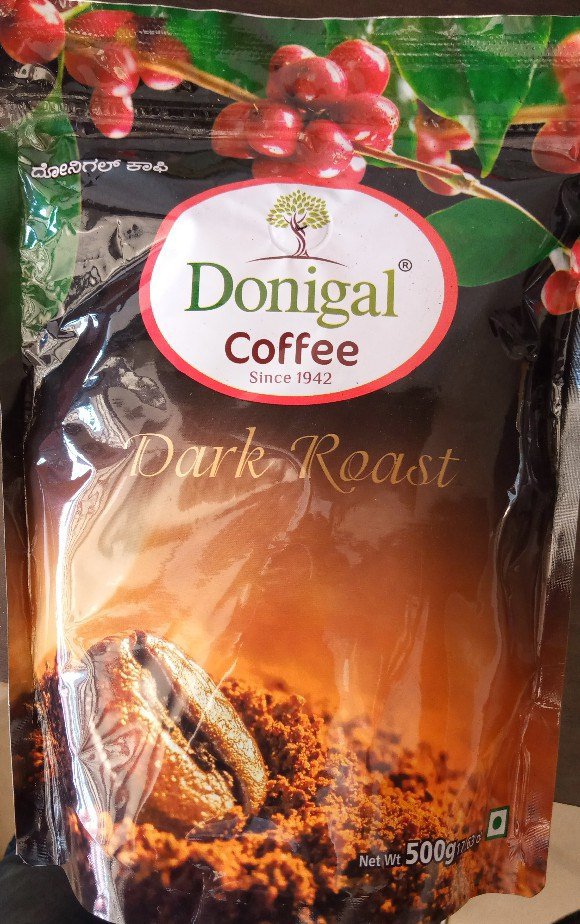 ದೋನಿಗಲ್ ಕಾಫಿ
Donigal®
Coffee
Since 1942
Dark Roast
Net Wt 500g